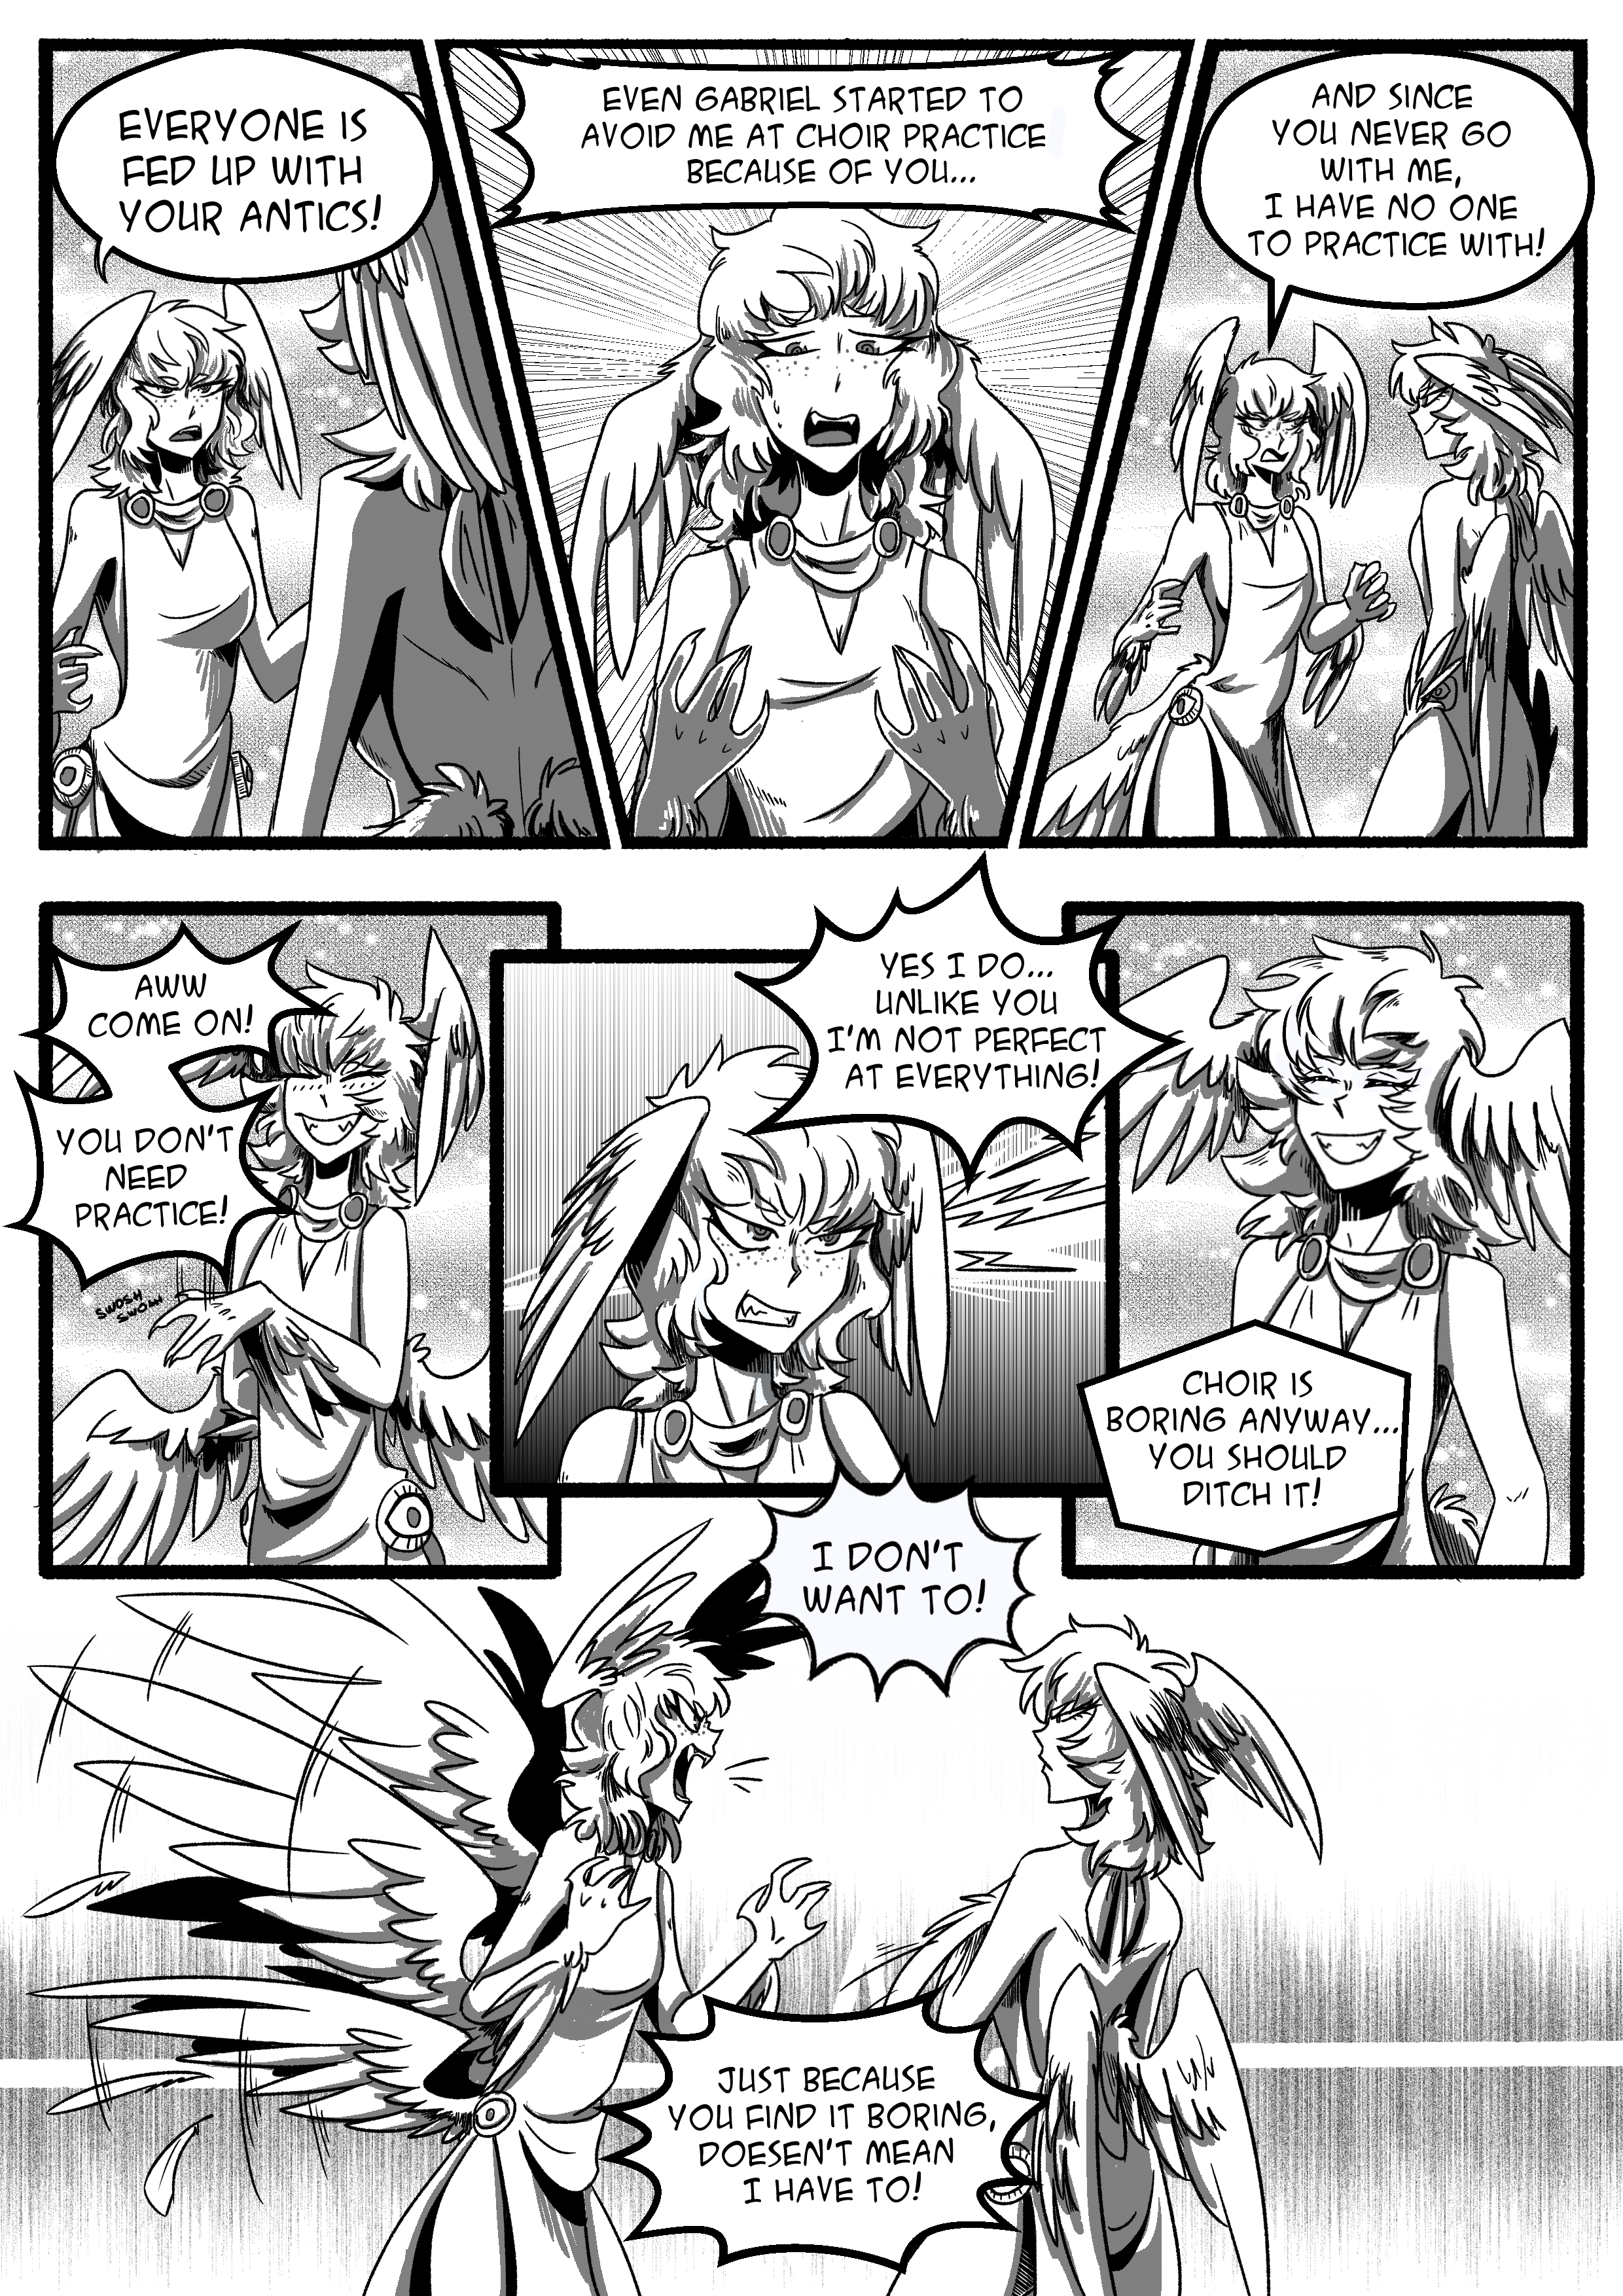 EVERYONE IS
FED UP WITH
YOUR ANTICS!
EVEN GABRIEL STARTED TO
AVOID ME AT CHOIR PRACTICE
BECAUSE OF YOU...
AND SINCE
YOU NEVER GO
WITH ME,
I HAVE NO ONE
TO PRACTICE WITH!
AWW
COME ON!
YOU DON'T
NEED
PRACTICE!
SWOSH
SWOSH
YES I DO...
UNLIKE YOU
I'M NOT PERFECT
AT EVERYTHING!
CHOIR IS
BORING ANYWAY...
YOU SHOULD
DITCH IT!
I DON'T
WANT TO!
JUST BECAUSE
YOU FIND IT BORING,
DOESEN'T MEAN
I HAVE TO!